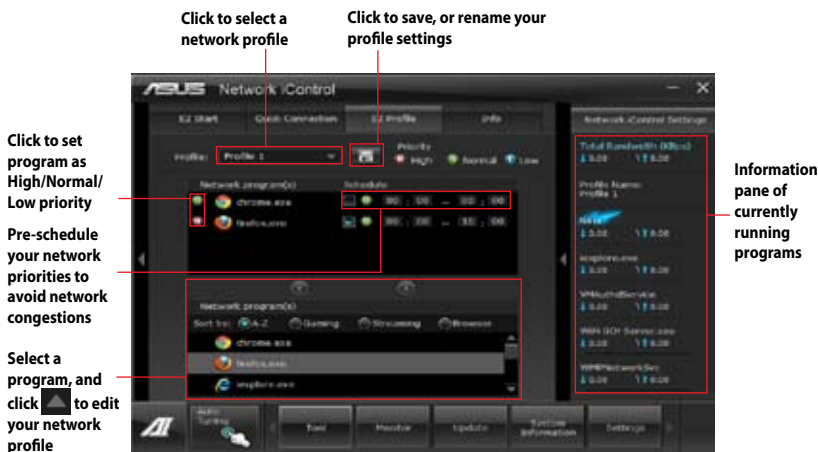 Click to select a
network profile
Click to save, or rename your
profile settings
ASUS Network iControl
EZ Start
Quick Connection
EZ Profile
Info
Network iControl Settings
Profile:
Profile 1
Priority
High
Normal
Low
Network program(s)
Schedule
chrome.exe
firefox.exe
Click to set
program as
High/Normal/
Low priority
Pre-schedule
your network
priorities to
avoid network
congestions
Select a
program, and
click to edit
your network
profile
Network program(s)
Sort by:
A-Z
Gaming
Streaming
Browser
chrome.exe
firefox.exe
iexplore.exe
Total Bandwidth (KBps)
Profile Name:
Profile 1
iexplore.exe
VMAuthdService
WMPNetworkSvc
Information
pane of
currently
running
programs
Auto
Tuning
Tool
Monitor
Update
System
Information
Settings